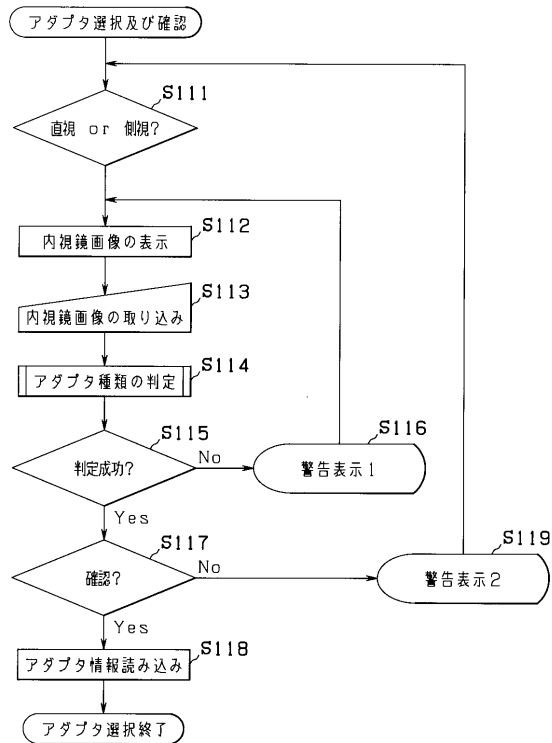 アダプタ選択及び確認
S111
直視 or 側視?
S112
内視鏡画像の表示
S113
内視鏡画像の取り込み
S114
アダプタ種類の判定
S115
判定成功?
No
S116
警告表示1
Yes
S117
確認?
No
S119
警告表示2
Yes
S118
アダプタ情報読み込み
アダプタ選択終了